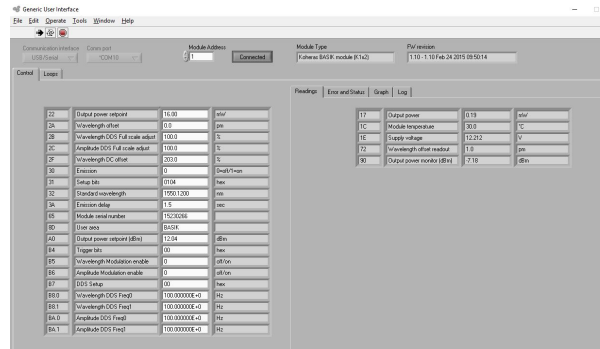 Generic User Interface
File Edit Operate Tools Window Help
Communication interface Comm port Module Address Module Type FW revision
USB/Serial COM10 1 Connected Koheras BASIK module (K1x2) 1.10 - 1.10 Feb 24 2015 09:50:14
Control Loops
Readings Error and Status Graph Log
22 Output power setpoint 16.00 mW
2A Wavelength offset 0.0 pm
2B Wavelength DDS Full scale adjust 100.0 %
2C Amplitude DDS Full scale adjust 100.0 %
2F Wavelength DC offset 203.0 %
30 Emission 0 0=off/1=on
31 Setup bits 0104 hex
32 Standard wavelength 1550.1200 nm
3A Emission delay 1.5 sec
65 Module serial number 15230266
8D User area BASIK
A0 Output power setpoint (dBm) 12.04 dBm
B4 Trigger bits 00 hex
B5 Wavelength Modulation enable 0 off/on
B6 Amplitude Modulation enable 0 off/on
B7 DDS Setup 00 hex
B8.0 Wavelength DDS Freq0 100.000000E+0 Hz
B8.1 Wavelength DDS Freq1 100.000000E+0 Hz
BA.0 Amplitude DDS Freq0 100.000000E+0 Hz
BA.1 Amplitude DDS Freq1 100.000000E+0 Hz
17 Output power 0.19 mW
1C Module temperature 30.0 °C
1E Supply voltage 12.212 V
72 Wavelength offset readout 1.0 pm
90 Output power monitor (dBm) -7.18 dBm